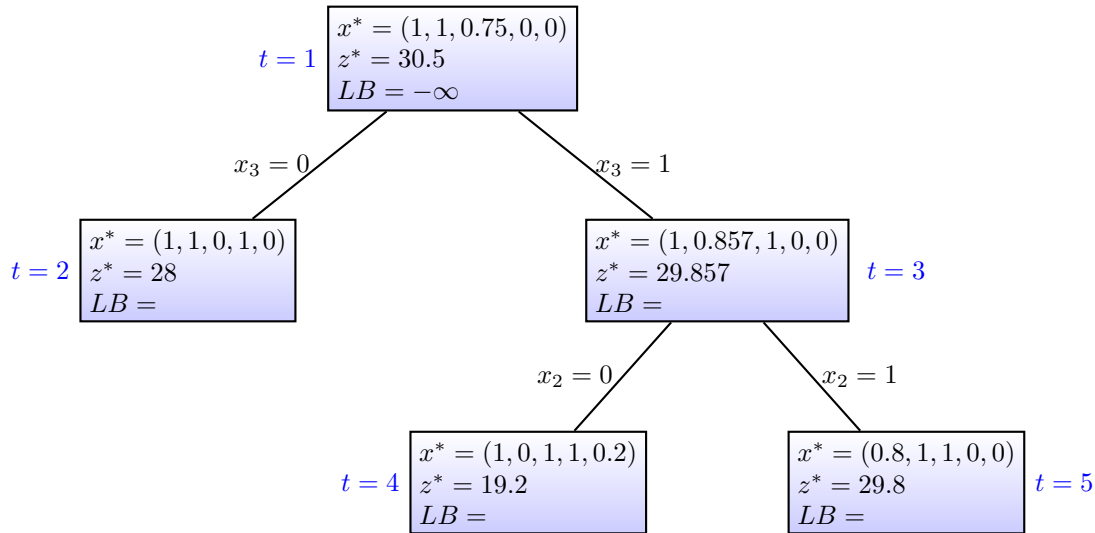 x* = (1, 1, 0.75, 0, 0)
t = 1
z* = 30.5
LB = −∞
x₃ = 0
x₃ = 1
x* = (1, 1, 0, 1, 0)
t = 2
z* = 28
LB =
x* = (1, 0.857, 1, 0, 0)
z* = 29.857
t = 3
LB =
x₂ = 0
x₂ = 1
x* = (1, 0, 1, 1, 0.2)
t = 4
z* = 19.2
LB =
x* = (0.8, 1, 1, 0, 0)
z* = 29.8
t = 5
LB =